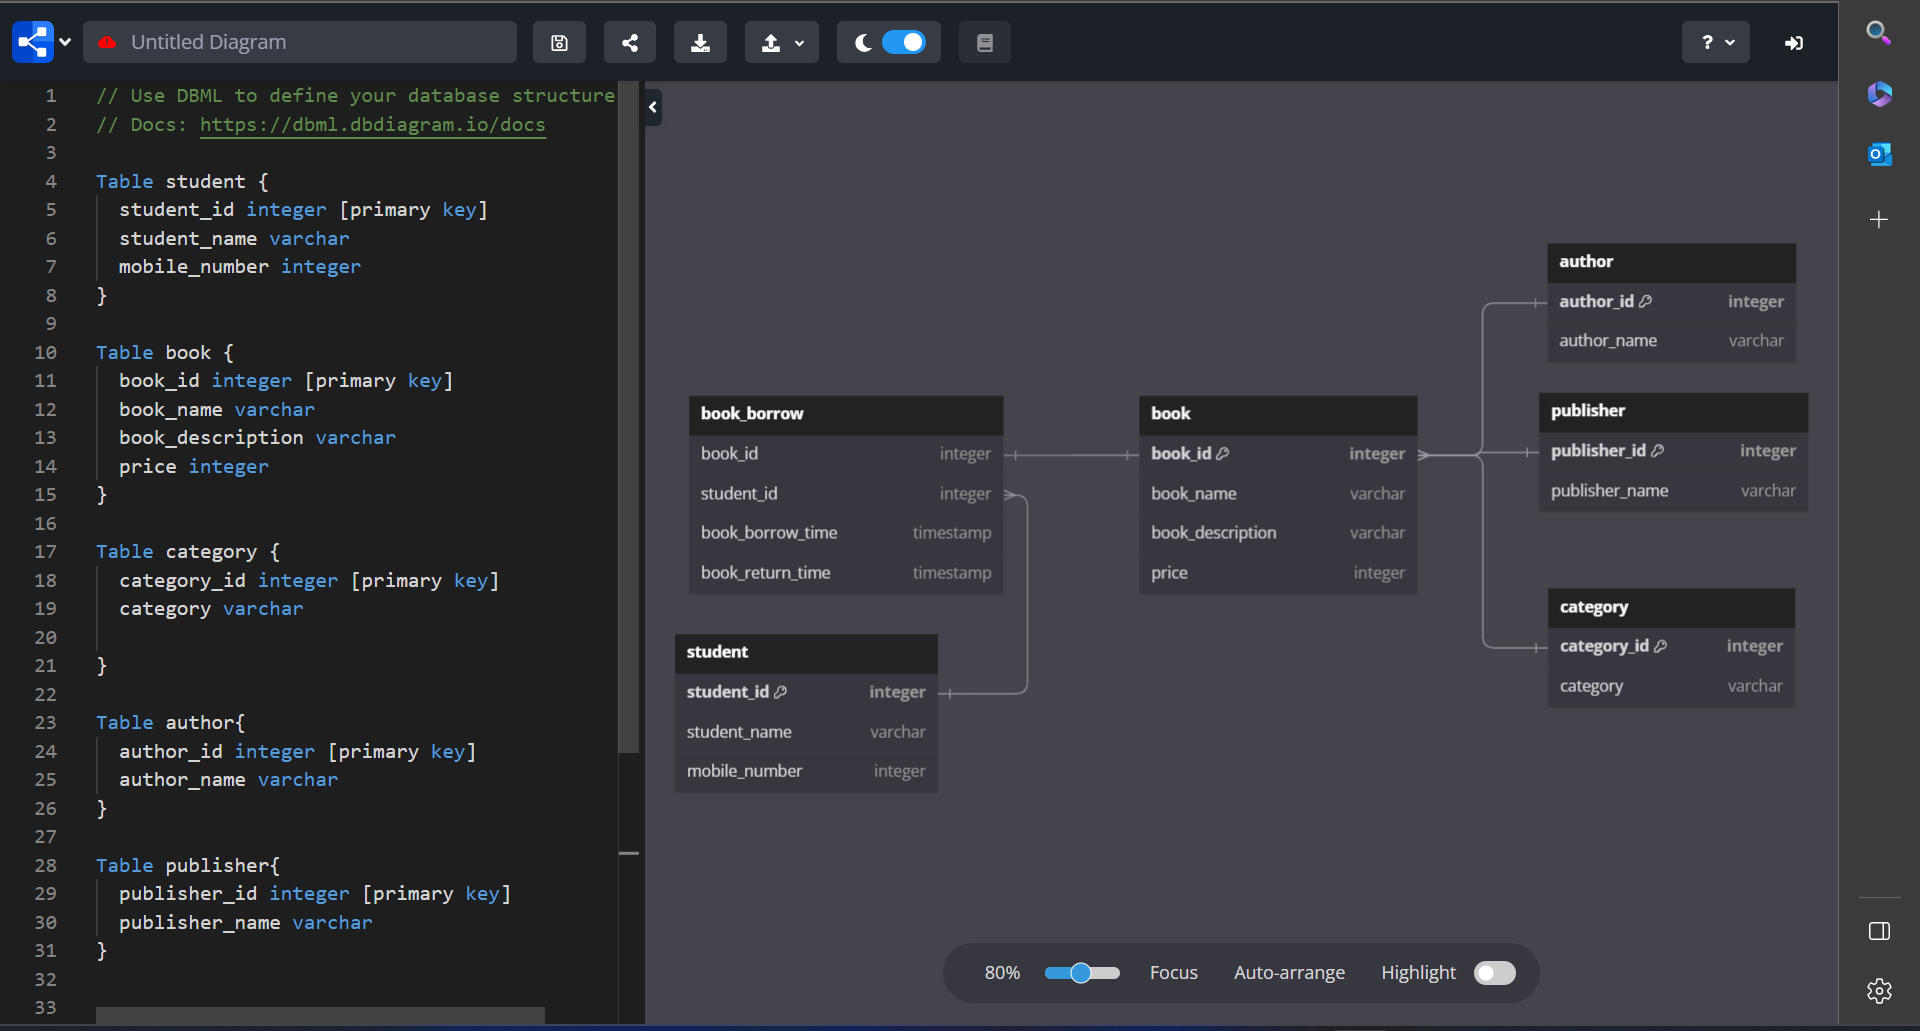 Untitled Diagram
?
1 // Use DBML to define your database structure
2 // Docs: https://dbml.dbdiagram.io/docs
3
4 Table student {
5 student_id integer [primary key]
6 student_name varchar
7 mobile_number integer
8 }
9
10 Table book {
11 book_id integer [primary key]
12 book_name varchar
13 book_description varchar
14 price integer
15 }
16
17 Table category {
18 category_id integer [primary key]
19 category varchar
20
21 }
22
23 Table author{
24 author_id integer [primary key]
25 author_name varchar
26 }
27
28 Table publisher{
29 publisher_id integer [primary key]
30 publisher_name varchar
31 }
32
33
book_borrow
book_id integer
student_id integer
book_borrow_time timestamp
book_return_time timestamp
student
student_id integer
student_name varchar
mobile_number integer
book
book_id integer
book_name varchar
book_description varchar
price integer
author
author_id integer
author_name varchar
publisher
publisher_id integer
publisher_name varchar
category
category_id integer
category varchar
80% Focus Auto-arrange Highlight